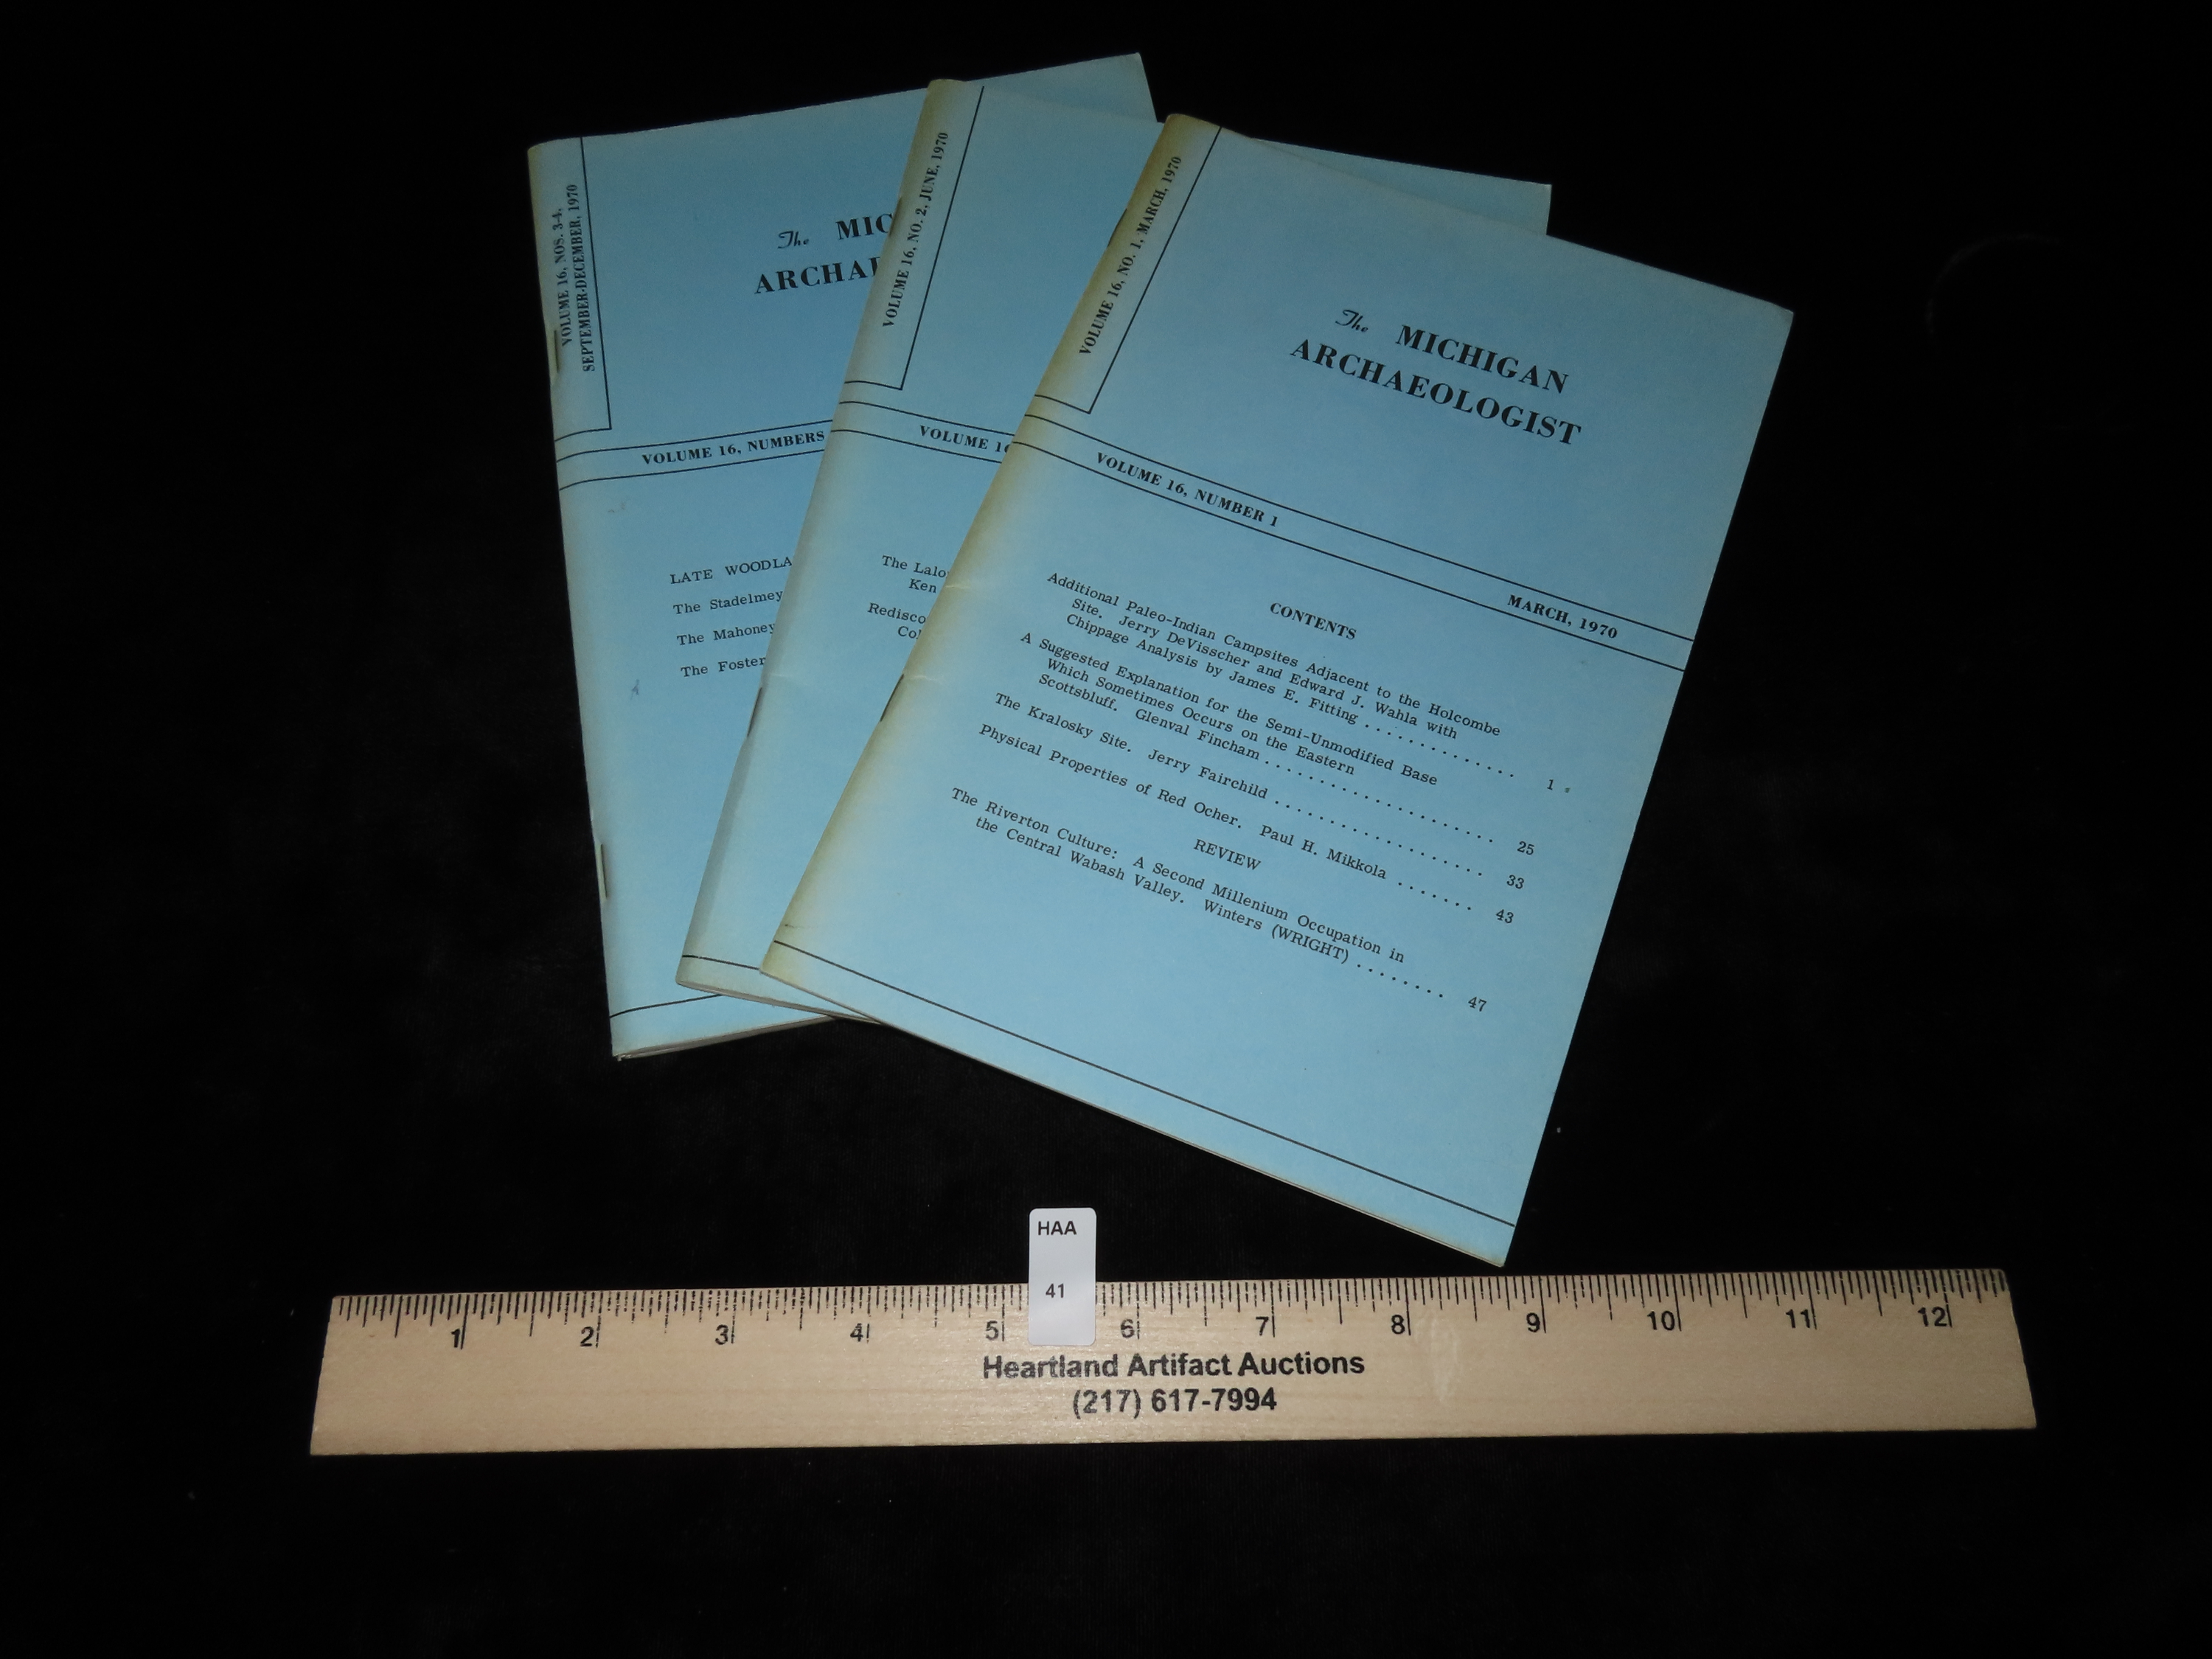 VOLUME 16, NOS. 3-4,
SEPTEMBER-DECEMBER, 1970
The MIC
ARCHAE
VOLUME 16, NUMBERS
LATE WOODLA
The Stadelmey
The Mahoney
The Foster
VOLUME 16, NO. 2, JUNE, 1970
VOLUME 16
The Lalo
Ken
Redisco
Col
VOLUME 16, NO. 1, MARCH, 1970
The MICHIGAN
ARCHAEOLOGIST
VOLUME 16, NUMBER 1
MARCH, 1970
CONTENTS
Additional Paleo-Indian Campsites Adjacent to the Holcombe
Site. Jerry DeVisscher and Edward J. Wahla with
Chippage Analysis by James E. Fitting . . . . . . . . . . . . . 1
A Suggested Explanation for the Semi-Unmodified Base
Which Sometimes Occurs on the Eastern
Scottsbluff. Glenval Fincham . . . . . . . . . . . . . . . . . . . . 25
The Kralosky Site. Jerry Fairchild . . . . . . . . . . . . . . . . . . 33
Physical Properties of Red Ocher. Paul H. Mikkola . . . . . . . 43
REVIEW
The Riverton Culture: A Second Millenium Occupation in
the Central Wabash Valley. Winters (WRIGHT) . . . . . . . . 47
HAA
41
1 2 3 4 5 6 7 8 9 10 11 12
Heartland Artifact Auctions
(217) 617-7994